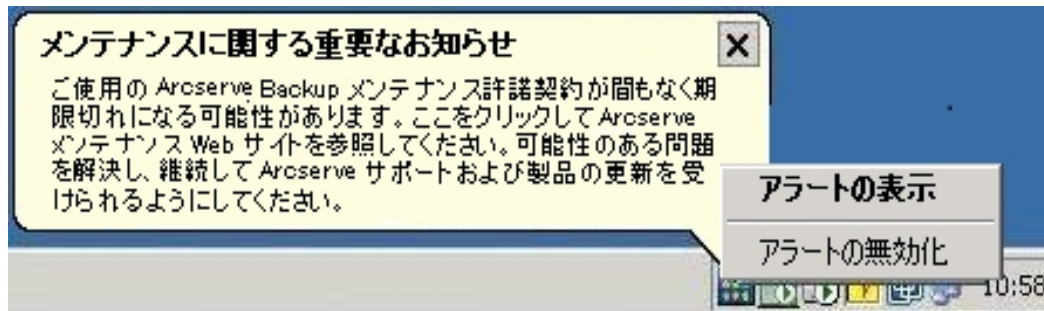 メンテナンスに関する重要なお知らせ
ご使用の Arcserve Backup メンテナンス許諾契約が間もなく期
限切れになる可能性があります。ここをクリックして Arcserve
メンテナンス Web サイトを参照してください。可能性のある問題
を解決し、継続して Arcserve サポートおよび製品の更新を受
けられるようにしてください。
アラートの表示
アラートの無効化
10:58